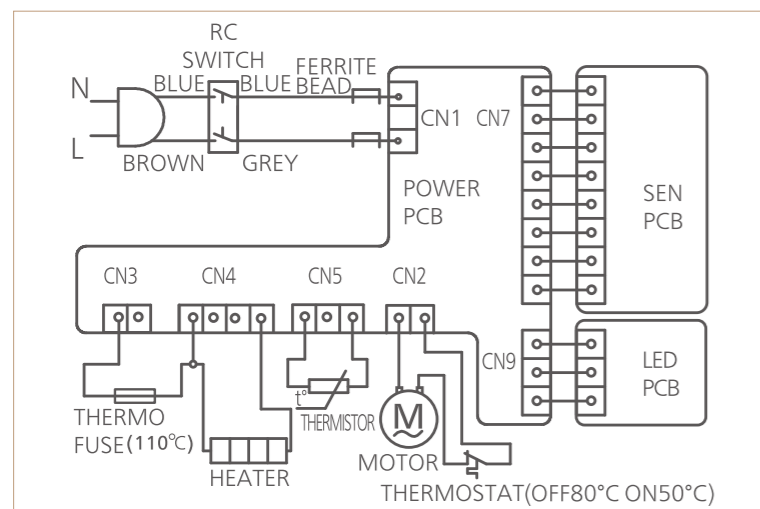 RC
SWITCH
FERRITE
BEAD
N
BLUE
BLUE
L
BROWN
GREY
CN1
CN7
POWER
PCB
SEN
PCB
CN3
CN4
CN5
CN2
CN9
LED
PCB
t°
THERMISTOR
M
THERMO
FUSE(110°C)
HEATER
MOTOR
THERMOSTAT(OFF80°C ON50°C)